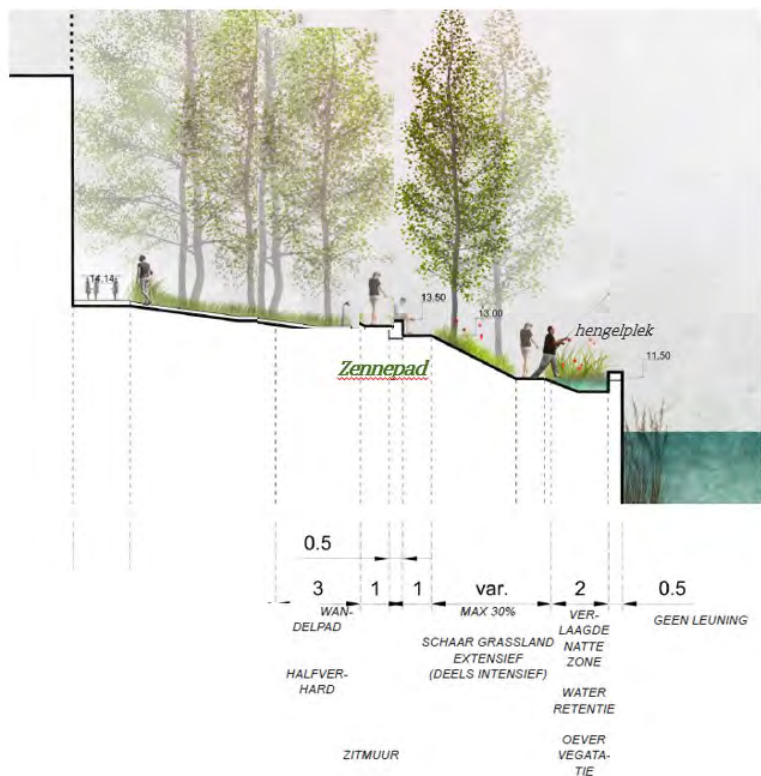 14.14
13.50
13.00
hengelplek
11.50
Zennepad
0.5
3
1
1
var.
2
0.5
WAN-
DELPAD
HALFVER-
HARD
ZITMUUR
MAX 30%
SCHAAR GRASSLAND
EXTENSIEF
(DEELS INTENSIEF)
VER-
LAAGDE
NATTE
ZONE
WATER
RETENTIE
OEVER
VEGATA-
TIE
GEEN LEUNING